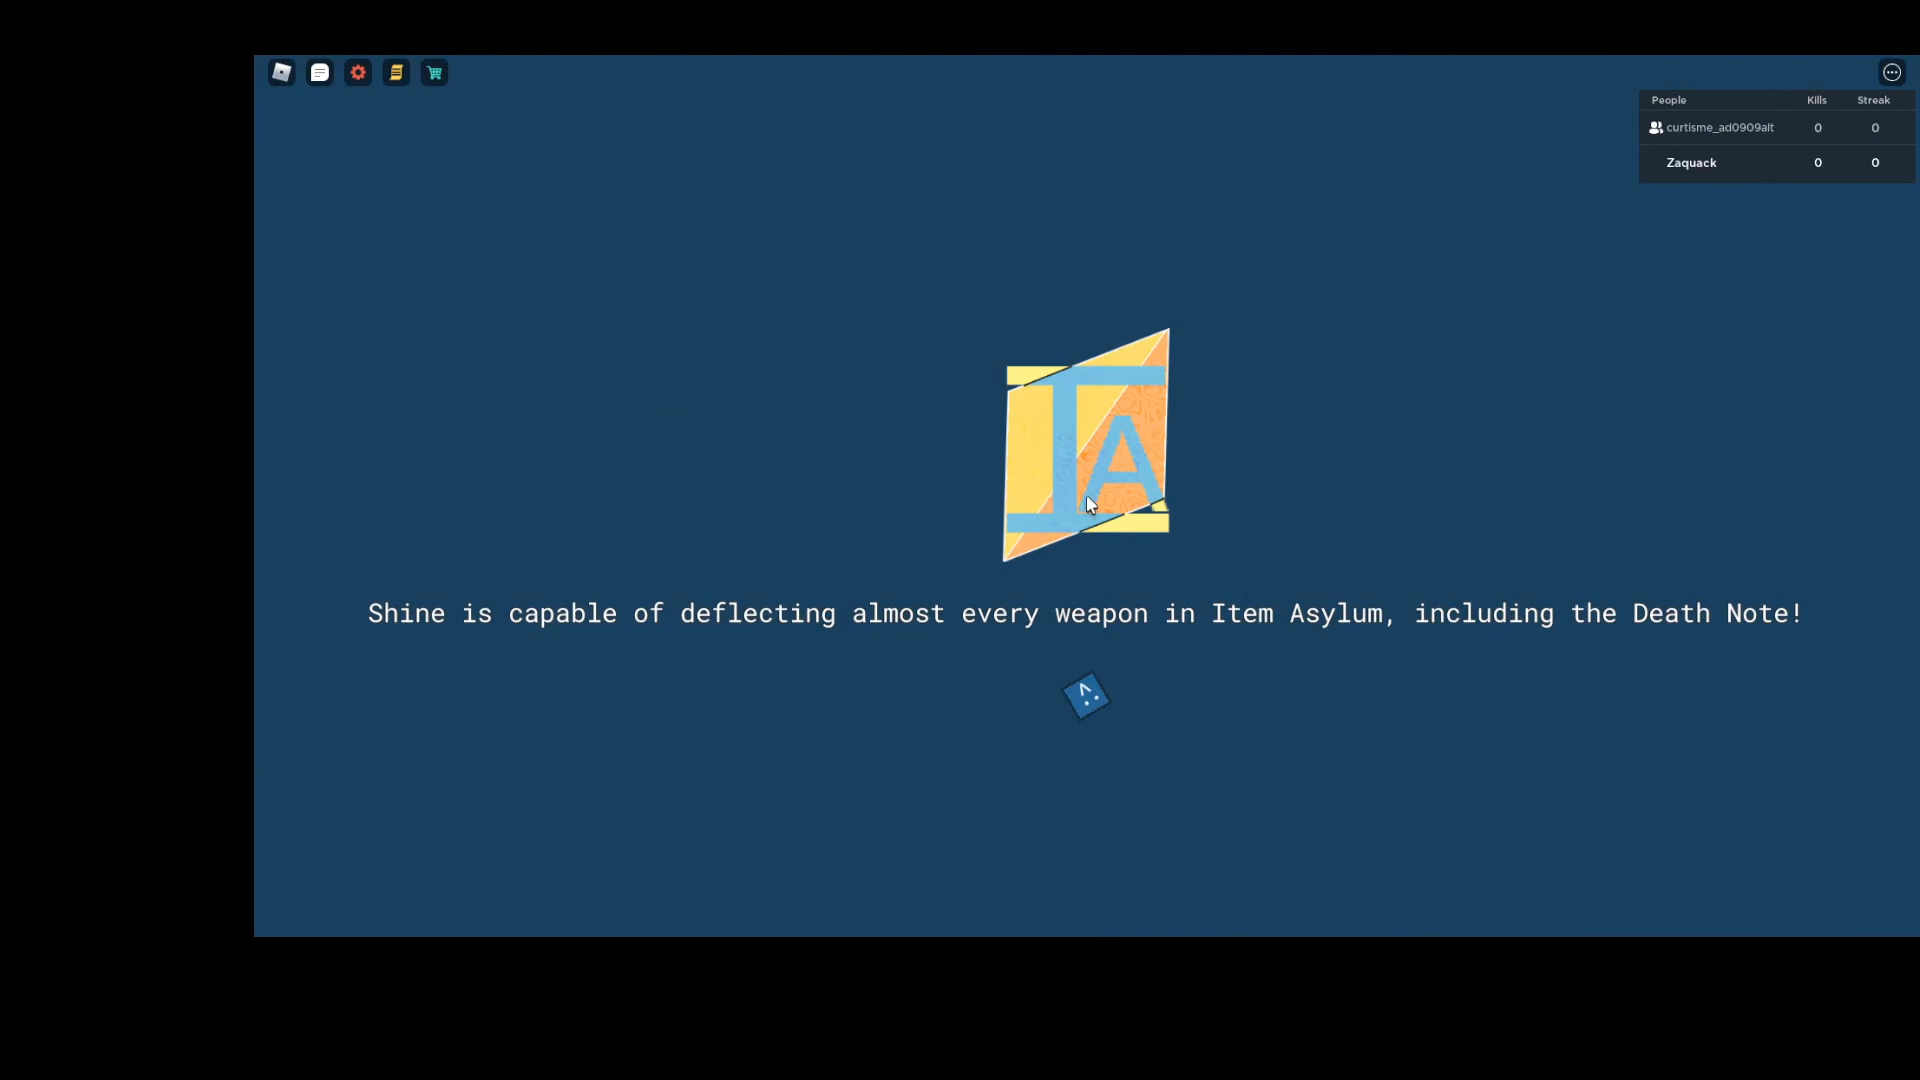 People Kills Streak
curtisme_ad0909alt 0 0
Zaquack 0 0
IA
Shine is capable of deflecting almost every weapon in Item Asylum, including the Death Note!